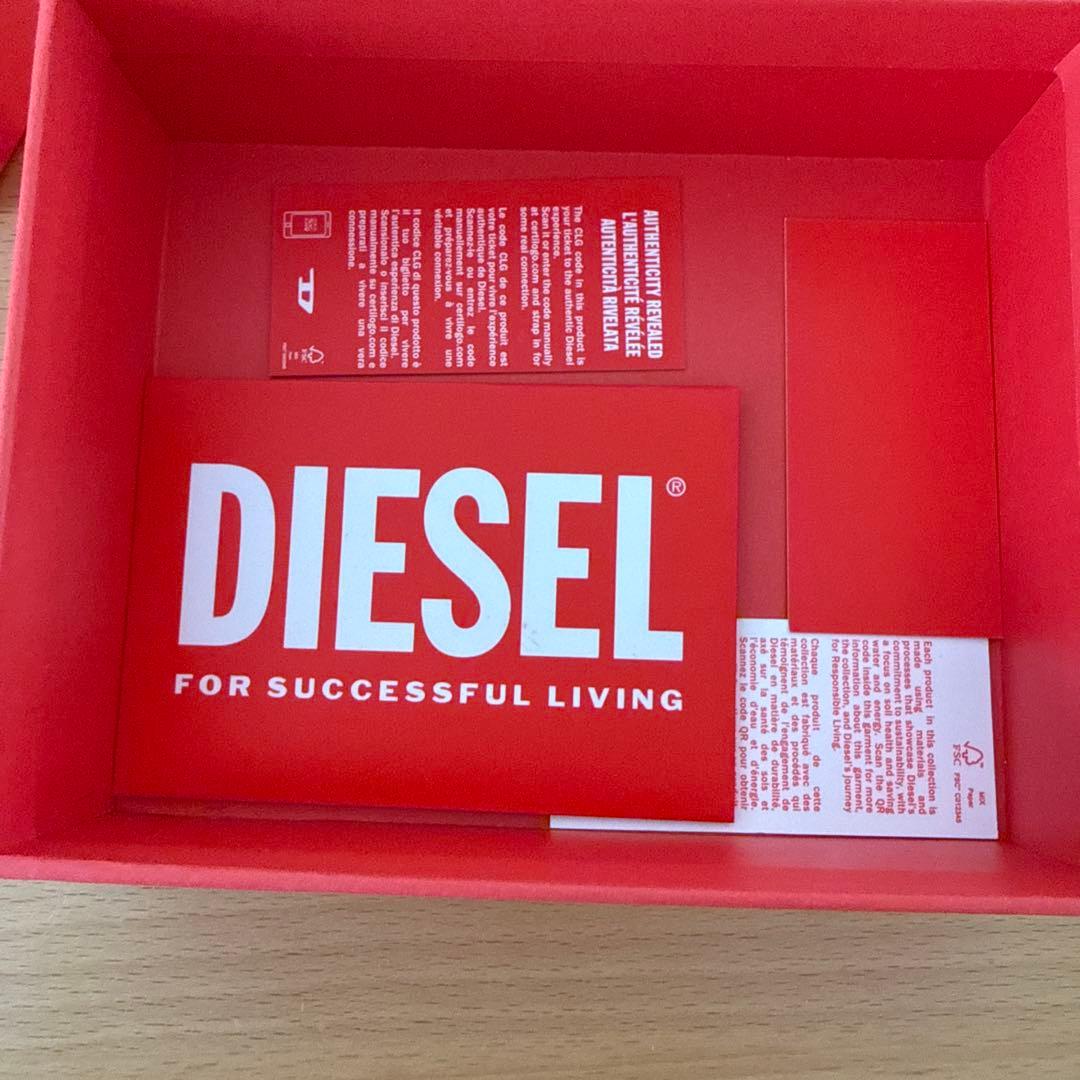 AUTHENTICITY REVEALED
L'AUTHENTICITÉ RÉVÉLÉE
AUTENTICITÀ RIVELATA
The CLG code in this product is
your ticket to the authentic Diesel
experience.
Scan it or enter the code manually
at certilogo.com and strap in for
some real connection.
Le code CLG de ce produit est
votre ticket pour vivre l'expérience
authentique de Diesel.
Scannez-le ou entrez le code
manuellement sur certilogo.com
et préparez-vous à vivre une
véritable connexion.
Il codice CLG di questo prodotto è
il tuo biglietto per vivere
l'autentica esperienza di Diesel.
Scansionalo o inserisci il codice
manualmente su certilogo.com e
preparati a vivere una vera
connessione.
D
FSC
DIESEL®
FOR SUCCESSFUL LIVING
FSC
MIX
Paper
FSC® C012345
Each product in this collection is
made using materials and
processes that showcase Diesel's
commitment to sustainability, with
a focus on soil health and saving
water and energy. Scan the QR
code inside this garment for more
information about this garment,
the collection, and Diesel's journey
for Responsible Living.
Chaque produit de cette
collection est fabriqué avec des
matériaux et des procédés qui
témoignent de l'engagement de
Diesel en matière de durabilité,
axé sur la santé des sols et
l'économie d'eau et d'énergie.
Scannez le code QR pour obtenir